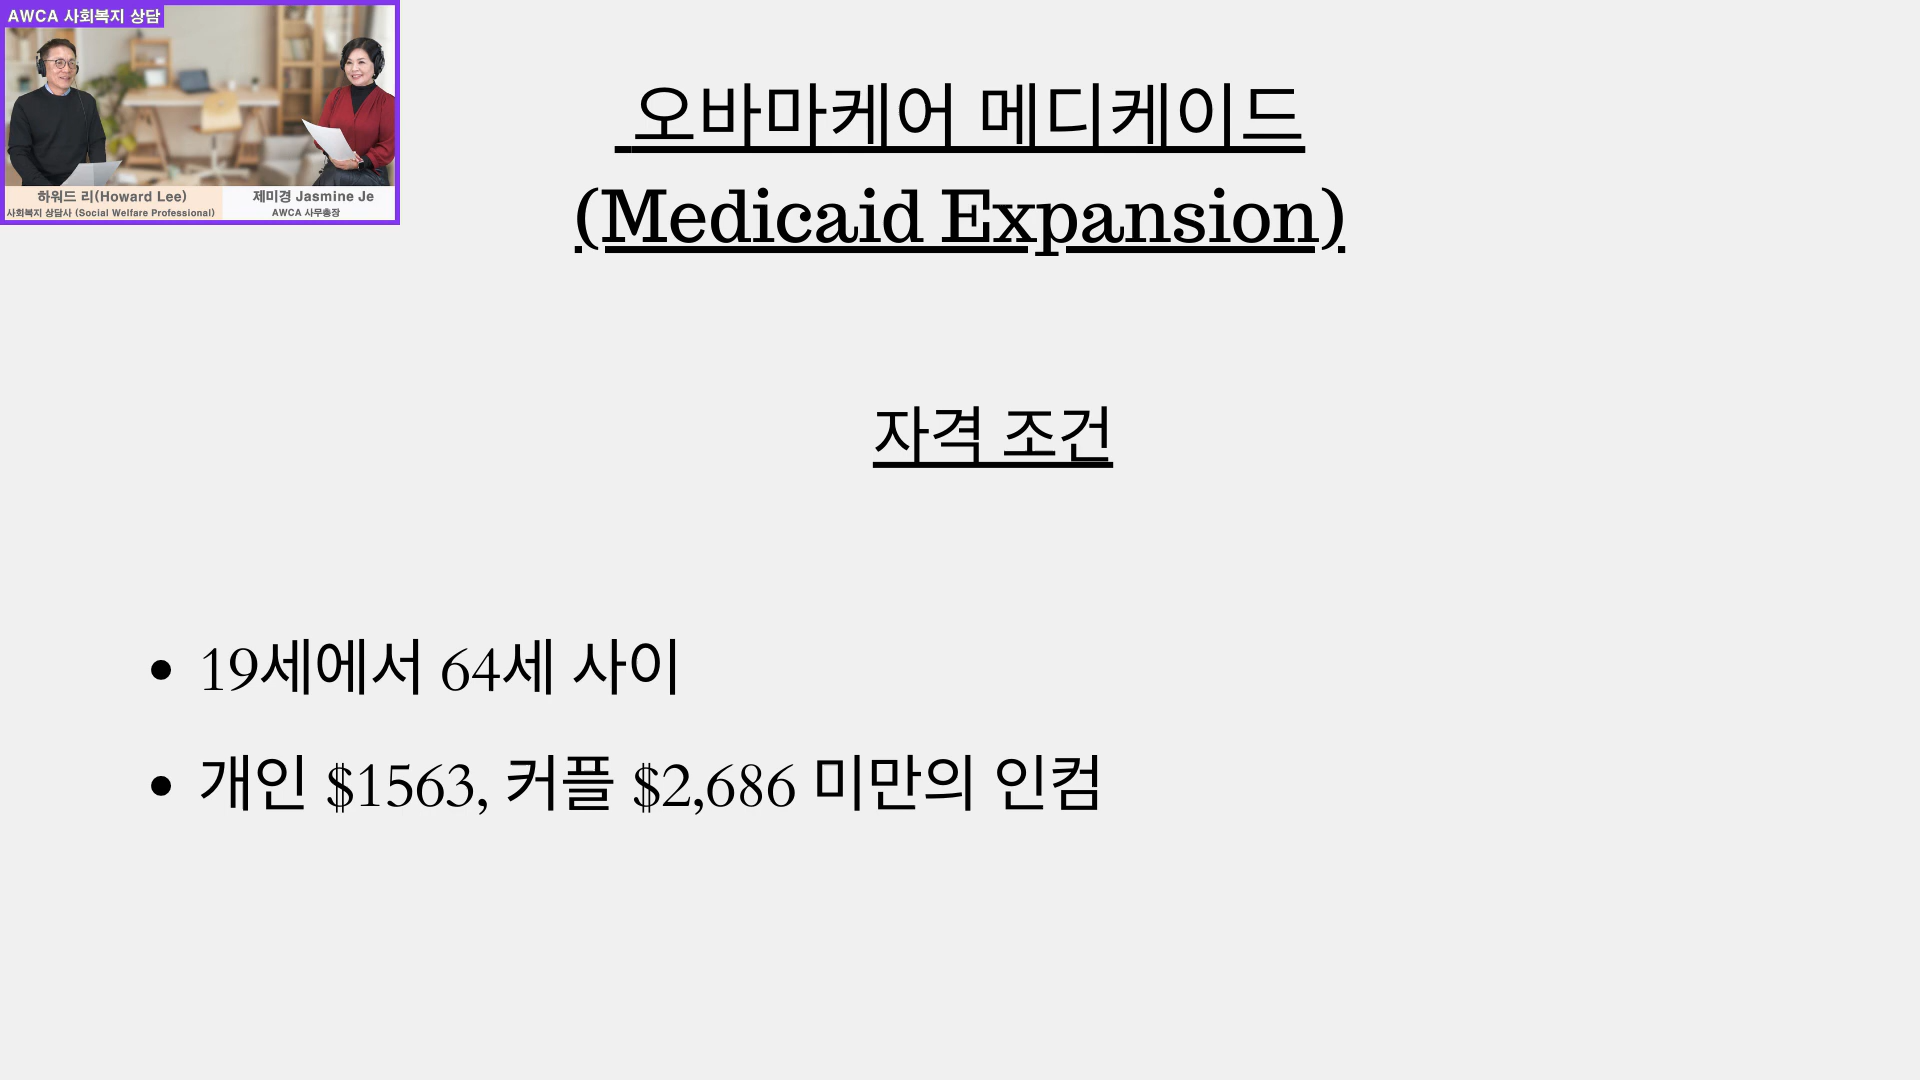 AWCA 사회복지 상담
하워드 리(Howard Lee)
사회복지 상담사 (Social Welfare Professional)
제미경 Jasmine Je
AWCA 사무총장
오바마케어 메디케이드
(Medicaid Expansion)
자격 조건
• 19세에서 64세 사이
• 개인 $1563, 커플 $2,686 미만의 인컴